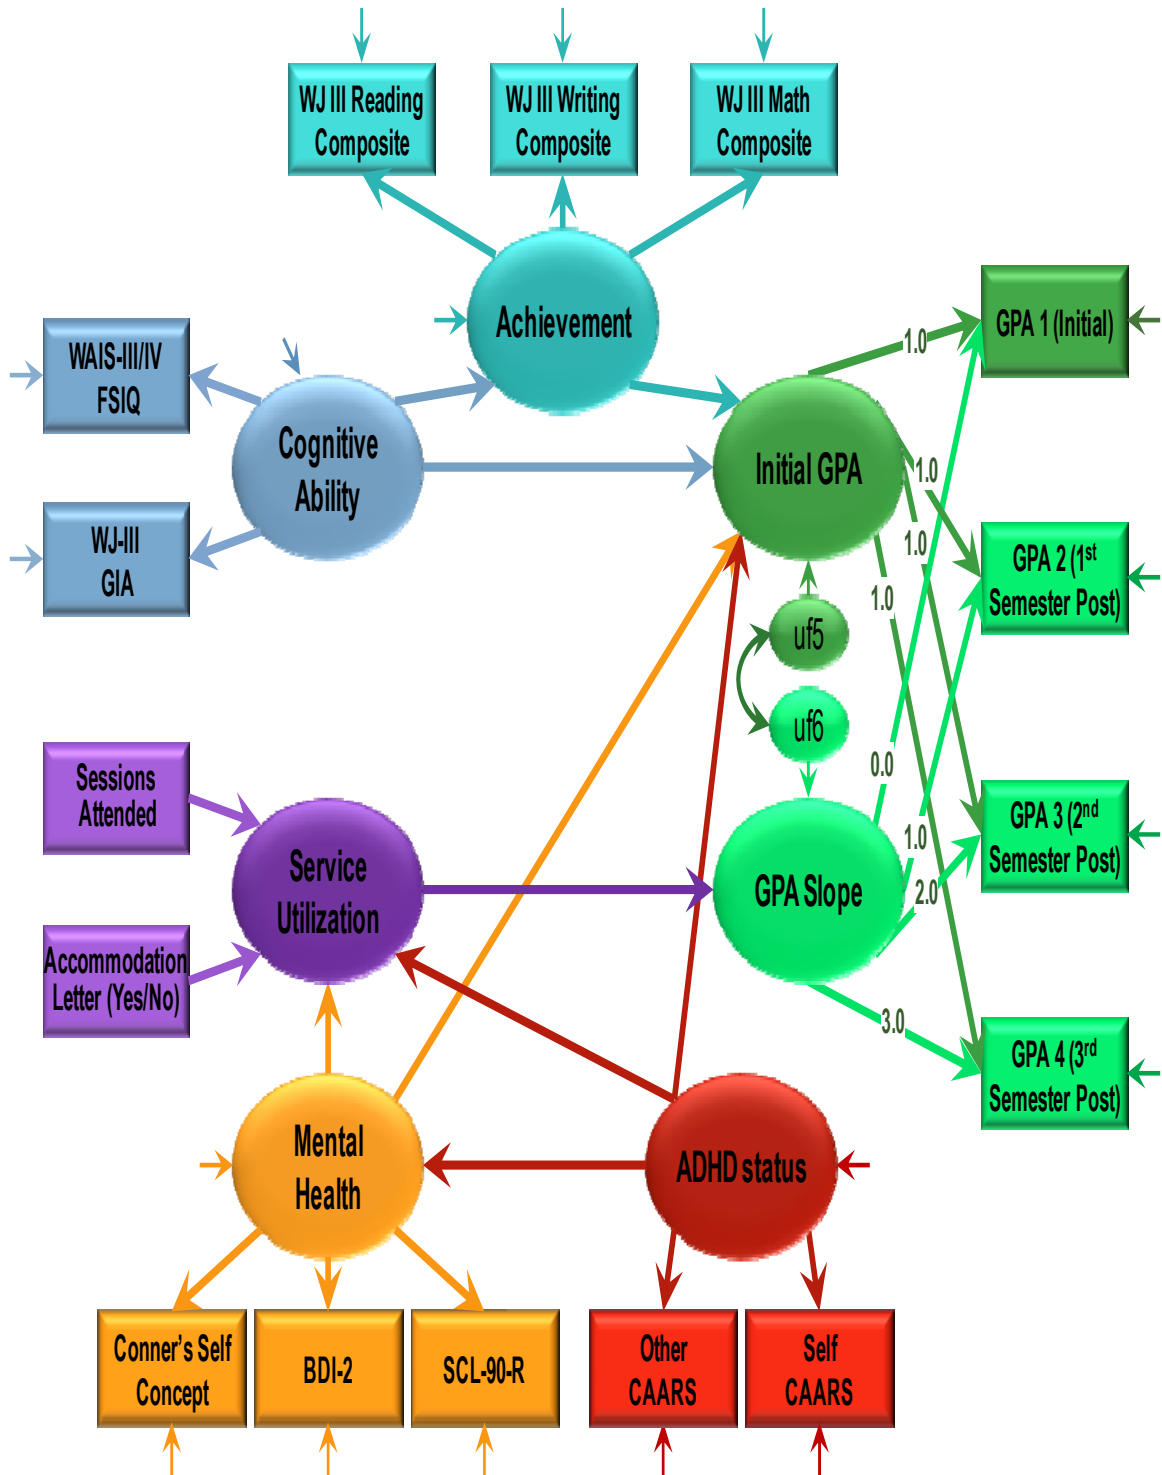 WJ III Reading
Composite
WJ III Writing
Composite
WJ III Math
Composite
Achievement
GPA 1 (Initial)
1.0
WAIS-III/IV
FSIQ
Cognitive
Ability
Initial GPA
1.0
WJ-III
GIA
1.0
GPA 2 (1st
Semester Post)
1.0
uf5
uf6
Sessions
Attended
0.0
GPA 3 (2nd
Semester Post)
1.0
Service
Utilization
GPA Slope
2.0
Accommodation
Letter (Yes/No)
3.0
GPA 4 (3rd
Semester Post)
Mental
Health
ADHD status
Conner’s Self
Concept
BDI-2
SCL-90-R
Other
CAARS
Self
CAARS